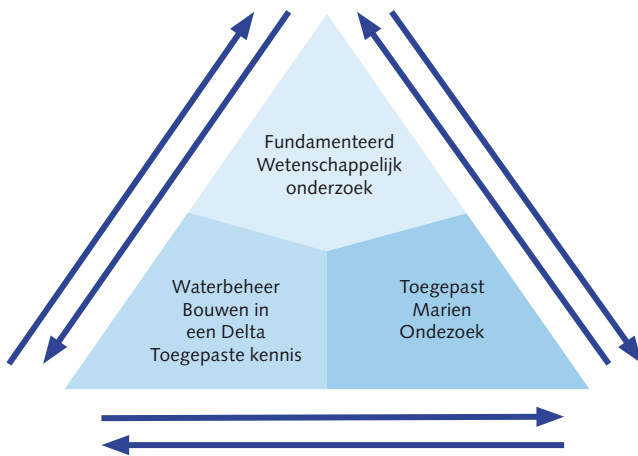 Fundamenteerd
Wetenschappelijk
onderzoek
Waterbeheer
Bouwen in
een Delta
Toegepaste kennis
Toegepast
Marien
Ondezoek